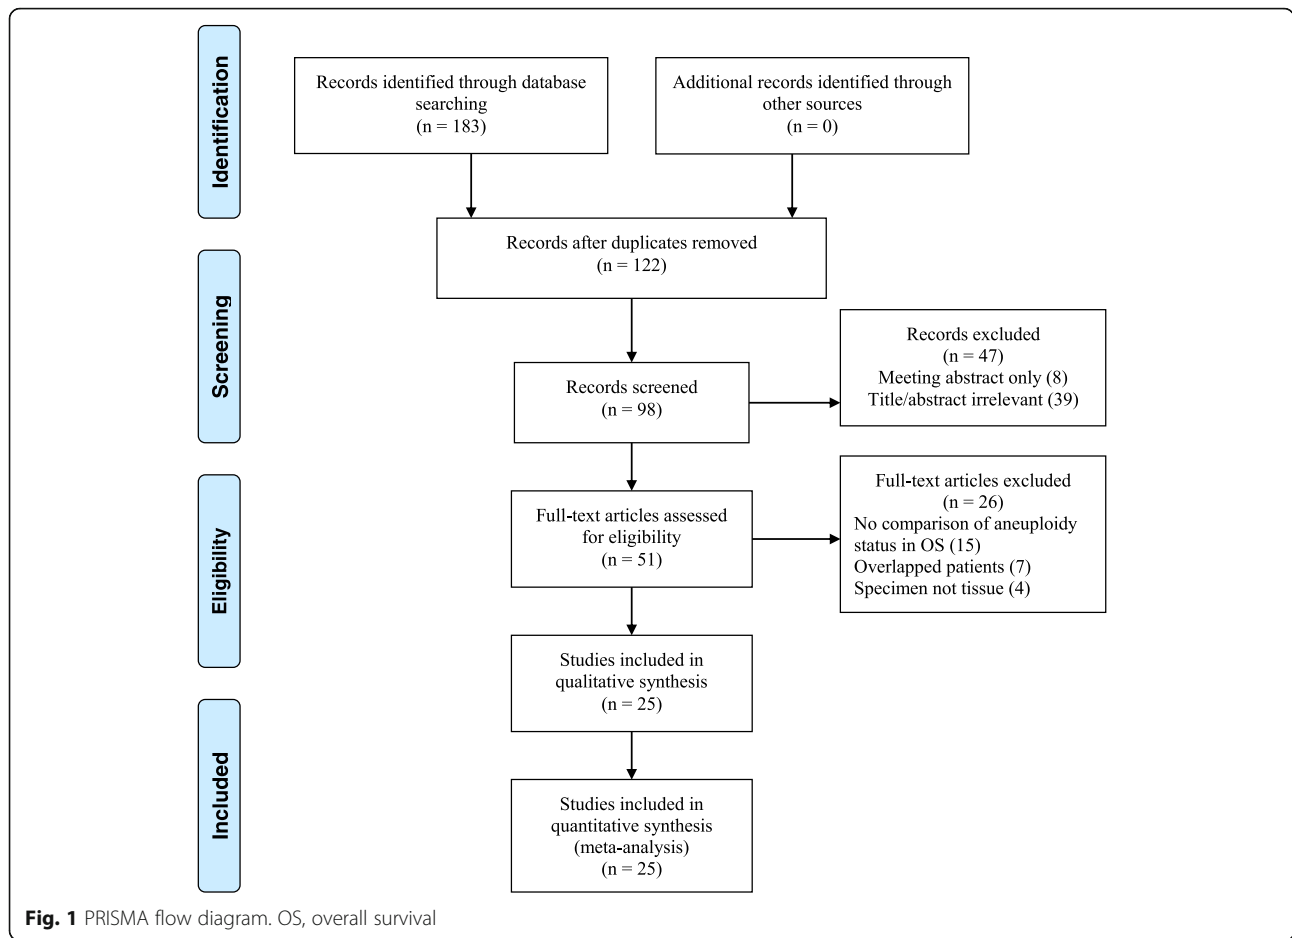 Identification
Records identified through database
searching
(n = 183)
Additional records identified through
other sources
(n = 0)
Records after duplicates removed
(n = 122)
Screening
Records screened
(n = 98)
Records excluded
(n = 47)
Meeting abstract only (8)
Title/abstract irrelevant (39)
Eligibility
Full-text articles assessed
for eligibility
(n = 51)
Full-text articles excluded
(n = 26)
No comparison of aneuploidy
status in OS (15)
Overlapped patients (7)
Specimen not tissue (4)
Studies included in
qualitative synthesis
(n = 25)
Included
Studies included in
quantitative synthesis
(meta-analysis)
(n = 25)
Fig. 1 PRISMA flow diagram. OS, overall survival